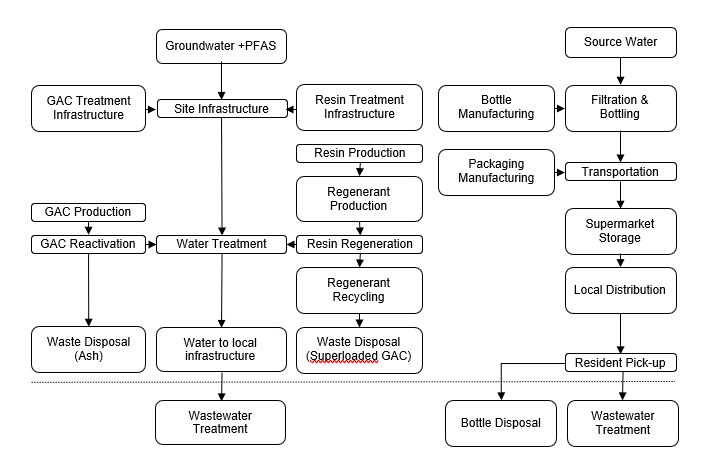 Groundwater +PFAS
Source Water
GAC Treatment
Infrastructure
Site Infrastructure
Resin Treatment
Infrastructure
Bottle
Manufacturing
Filtration &
Bottling
Resin Production
Packaging
Manufacturing
Transportation
Regenerant
Production
GAC Production
Supermarket
Storage
GAC Reactivation
Water Treatment
Resin Regeneration
Regenerant
Recycling
Local Distribution
Waste Disposal
(Ash)
Water to local
infrastructure
Waste Disposal
(Superloaded GAC)
Resident Pick-up
Wastewater
Treatment
Bottle Disposal
Wastewater
Treatment